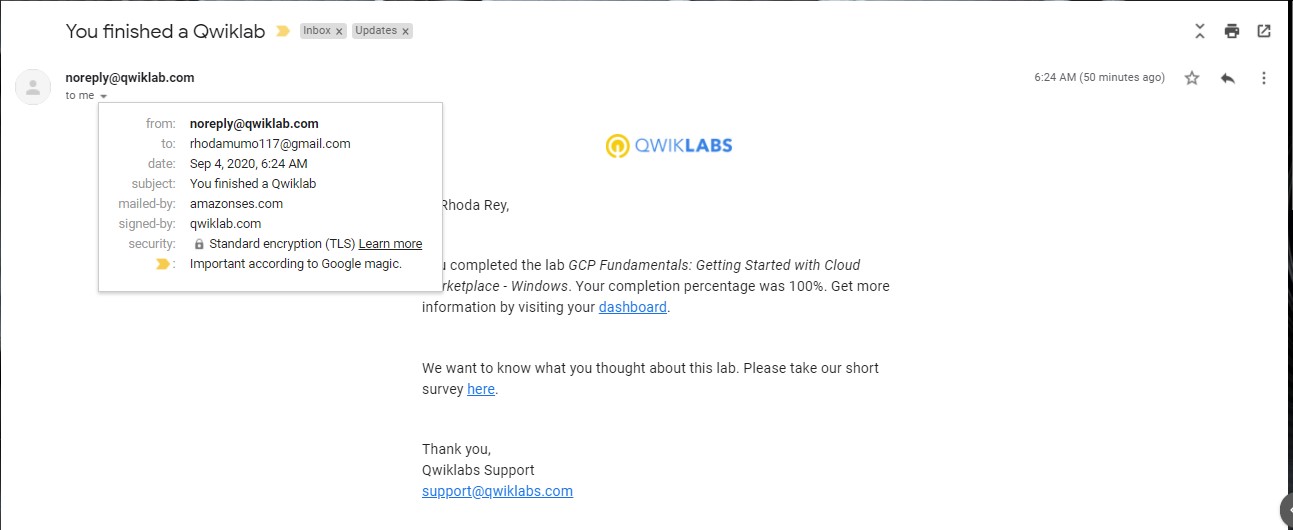 You finished a Qwiklab Inbox x Updates x
noreply@qwiklab.com 6:24 AM (50 minutes ago)
to me
from: noreply@qwiklab.com
to: rhodamumo117@gmail.com
date: Sep 4, 2020, 6:24 AM
subject: You finished a Qwiklab
mailed-by: amazonses.com
signed-by: qwiklab.com
security: Standard encryption (TLS) Learn more
: Important according to Google magic.
QWIKLABS
Rhoda Rey,
completed the lab GCP Fundamentals: Getting Started with Cloud
rketplace - Windows. Your completion percentage was 100%. Get more
information by visiting your dashboard.
We want to know what you thought about this lab. Please take our short
survey here.
Thank you,
Qwiklabs Support
support@qwiklabs.com